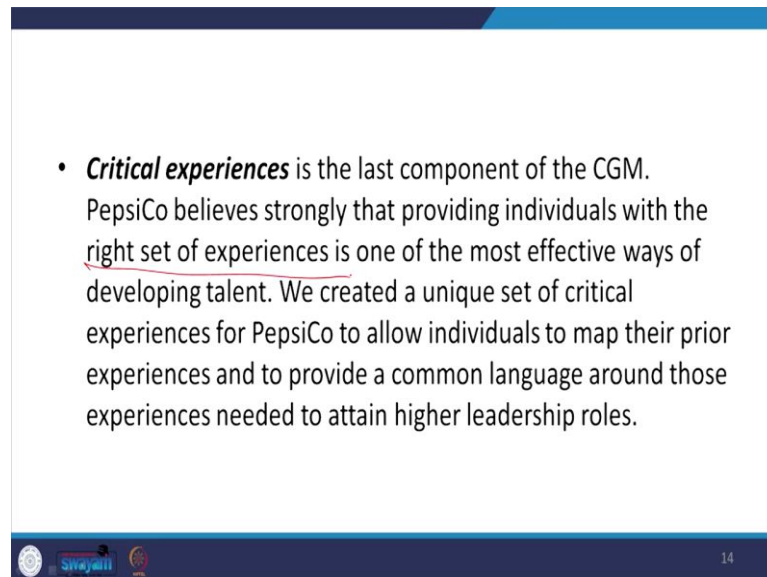 • Critical experiences is the last component of the CGM.
PepsiCo believes strongly that providing individuals with the
right set of experiences is one of the most effective ways of
developing talent. We created a unique set of critical
experiences for PepsiCo to allow individuals to map their prior
experiences and to provide a common language around those
experiences needed to attain higher leadership roles.
swayam
14